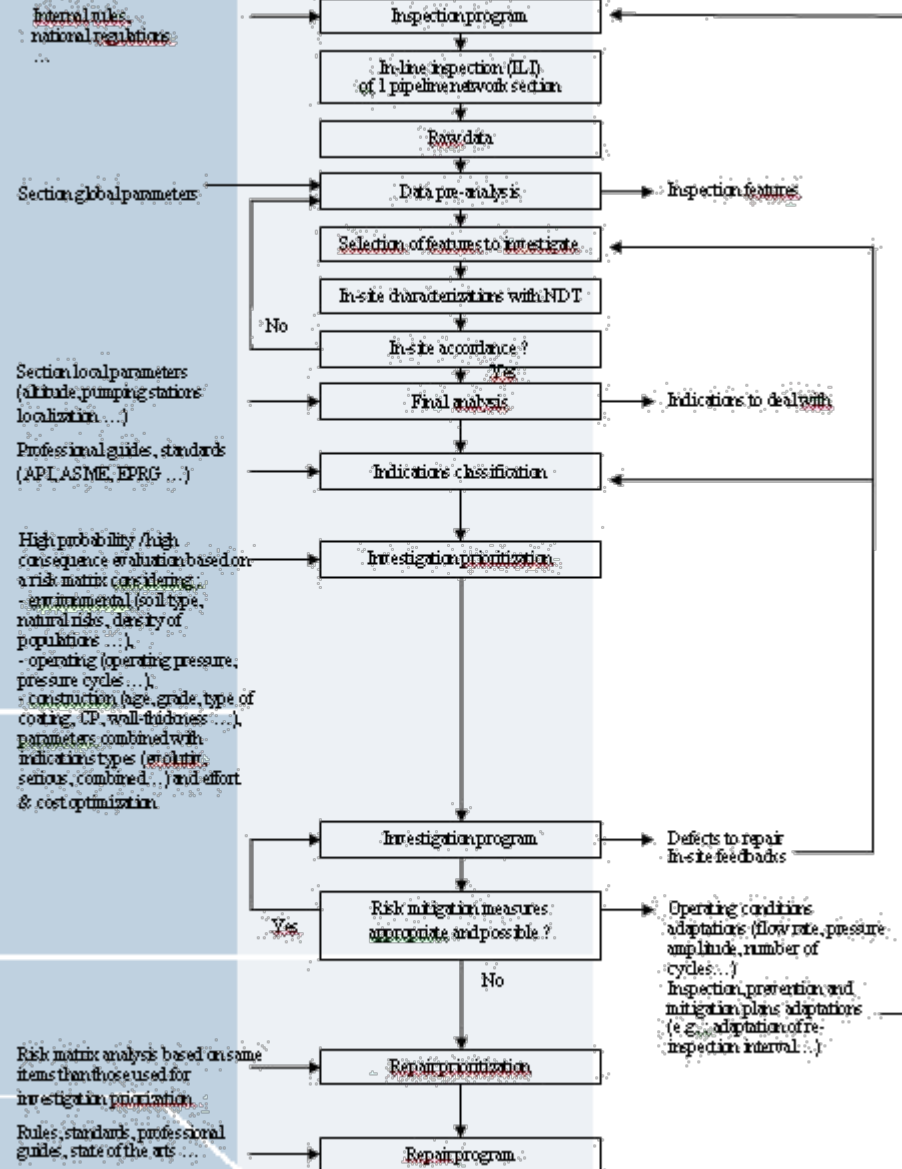 Internal rules,
national regulations
...
Inspection program
In-line inspection (ILI)
of 1 pipeline network section
Raw data
Section global parameters
Data pre-analysis
Inspection features
Selection of features to investigate
In-site characterizations with NDT
No
In-site accordance ?
Yes
Section local parameters
(altitude, pumping stations
localization ...)
Final analysis
Indications to deal with
Professional guides, standards
(API, ASME, EPRG ...)
Indications classification
High probability / high
consequence evaluation based on
a risk matrix considering :
- environmental (soil type,
natural risks, density of
populations ...),
- operating (operating pressure,
pressure cycles ...),
- construction (age, grade, type of
coating, CP, wall-thickness ...),
parameters combined with
indications types (evolutiv,
serious, combined...) and effort
& cost optimization
Investigation prioritization
Investigation program
Defects to repair
In-site feedbacks
Risk mitigation measures
appropriate and possible ?
Yes
No
Operating conditions
adaptations (flow rate, pressure
amplitude, number of
cycles...)
Inspection, prevention and
mitigation plans adaptations
(e.g., adaptation of re-
inspection interval...)
Risk matrix analysis based on same
items than those used for
investigation priorization
Repair prioritization
Rules, standards, professional
guides, state of the arts ...
Repair program